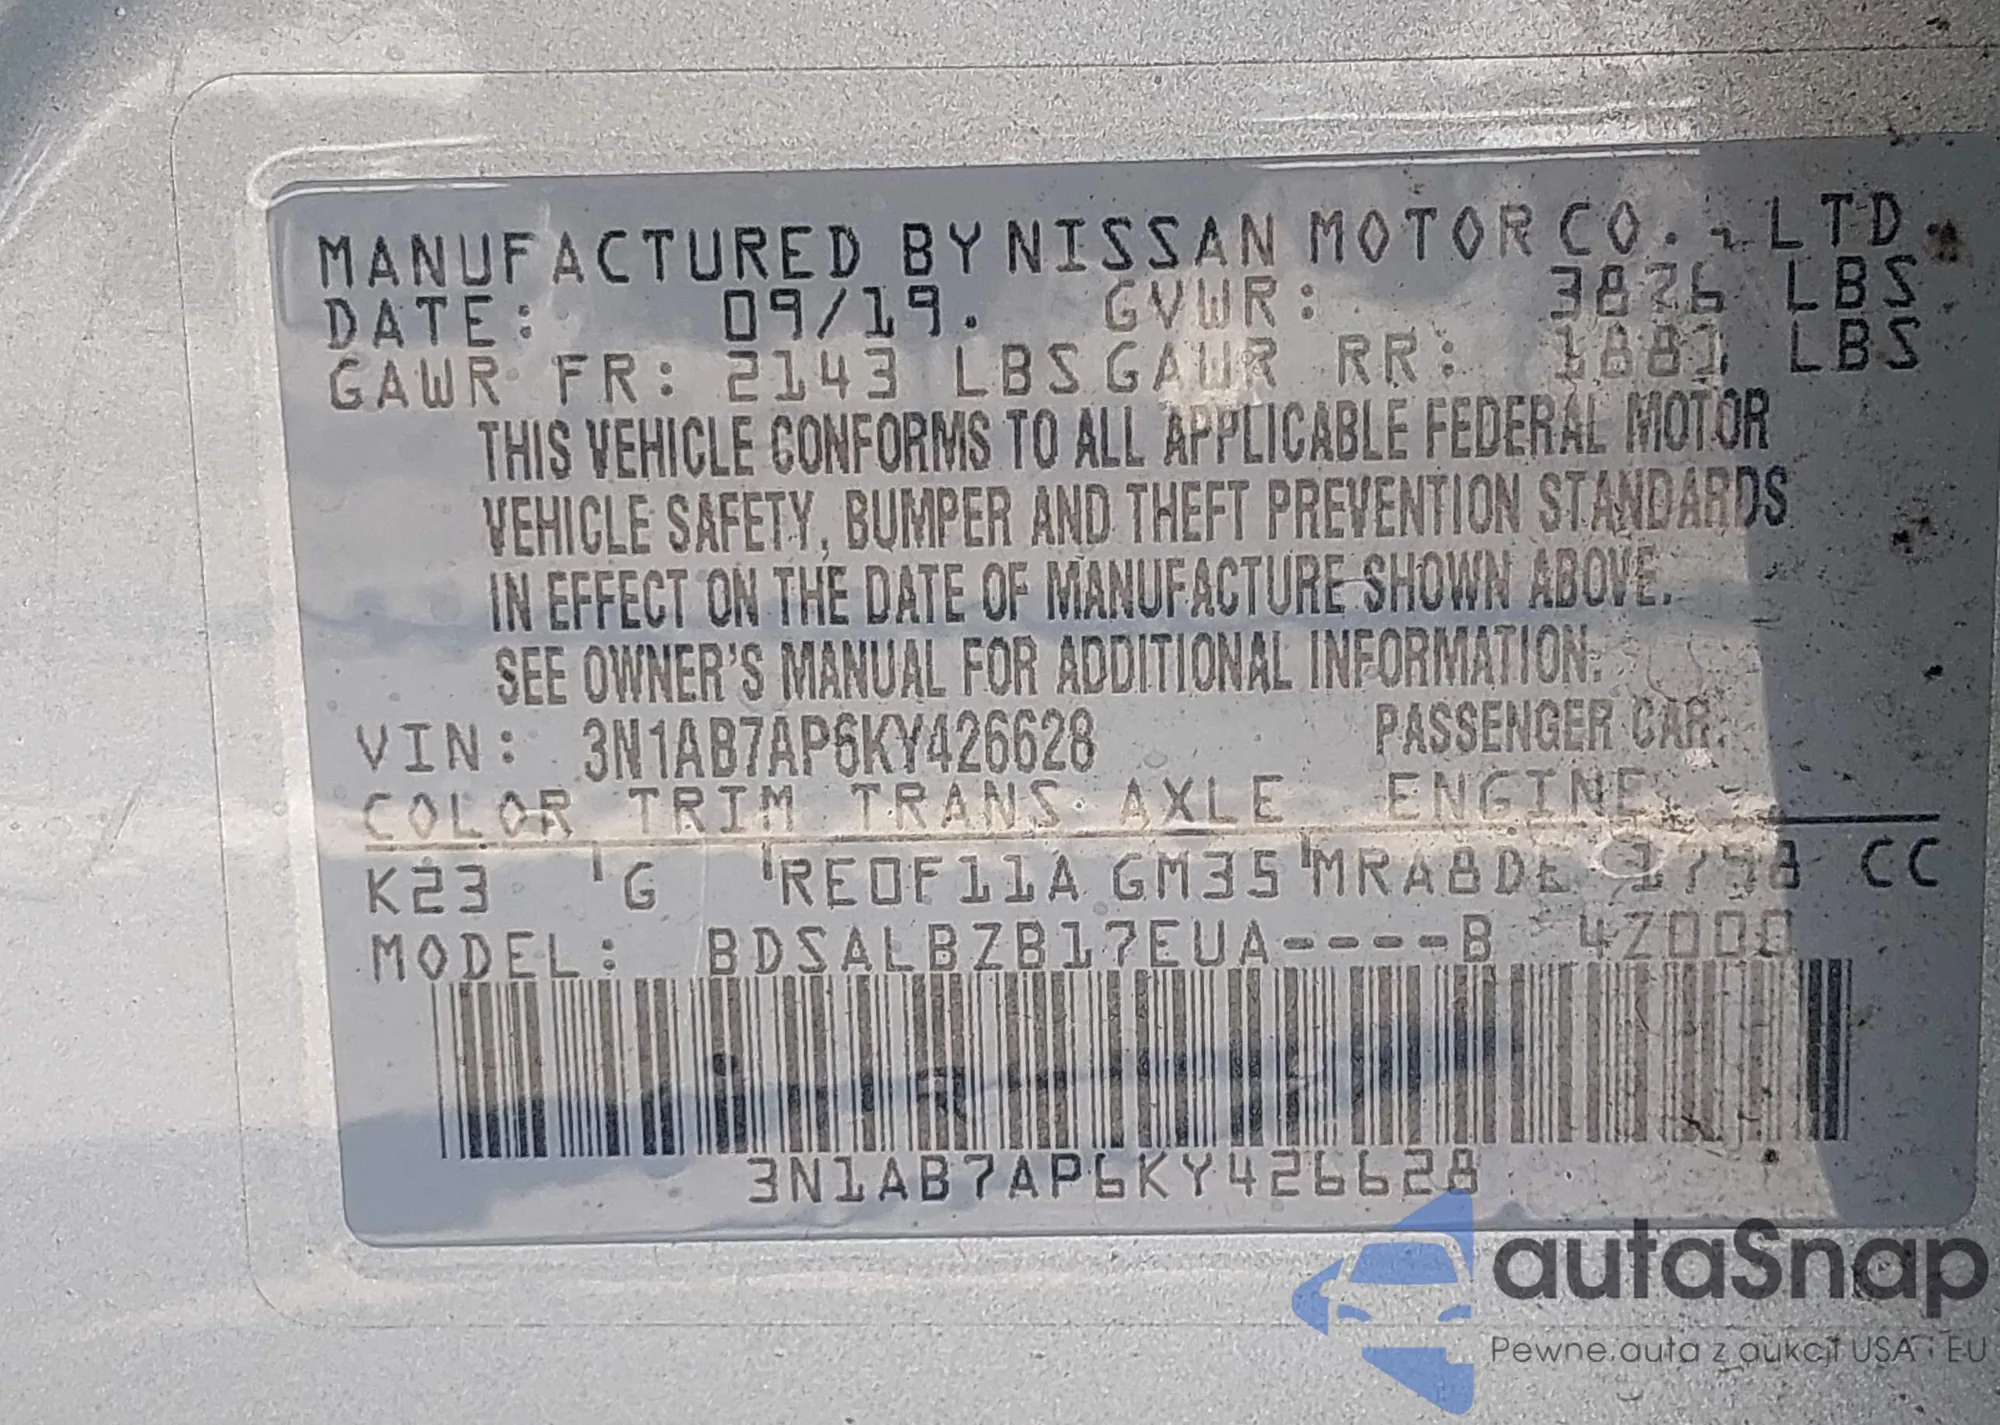 MANUFACTURED BY NISSAN MOTOR CO., LTD.
DATE: 09/19. GVWR: 3876 LBS
GAWR FR: 2143 LBS GAWR RR: 1881 LBS
THIS VEHICLE CONFORMS TO ALL APPLICABLE FEDERAL MOTOR
VEHICLE SAFETY, BUMPER AND THEFT PREVENTION STANDARDS
IN EFFECT ON THE DATE OF MANUFACTURE SHOWN ABOVE.
SEE OWNER'S MANUAL FOR ADDITIONAL INFORMATION.
VIN: 3N1AB7AP6KY426628 PASSENGER CAR
COLOR TRIM TRANS AXLE ENGINE
K23 G RE0F11A GM35 MRA8DE 1798 CC
MODEL: BDSALBZB17EUA----B 4Z000
3N1AB7AP6KY426628
autaSnap
Pewne auta z aukcji USA i EU